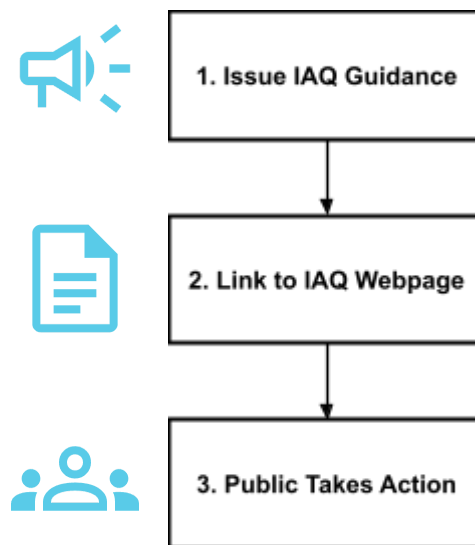 1. Issue IAQ Guidance
2. Link to IAQ Webpage
3. Public Takes Action